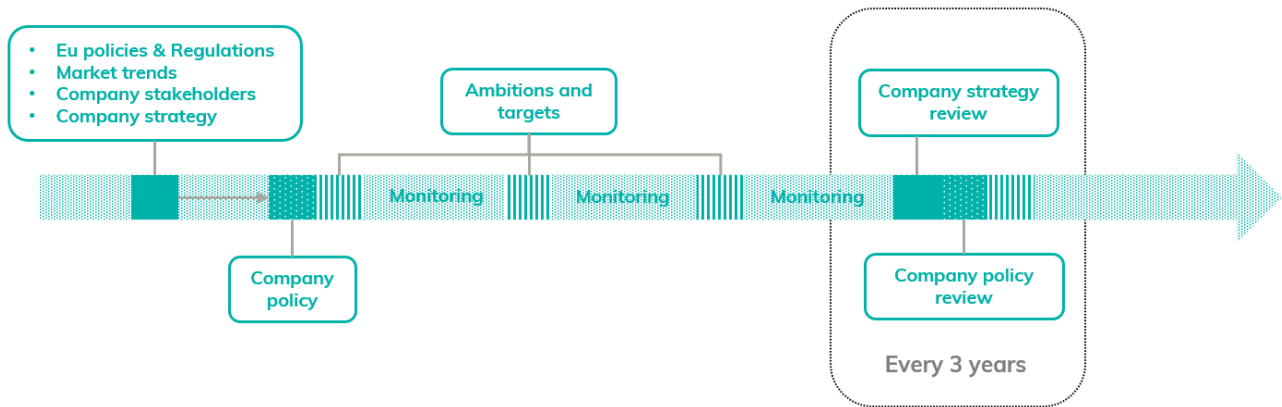 • Eu policies & Regulations
• Market trends
• Company stakeholders
• Company strategy
Ambitions and
targets
Company strategy
review
Monitoring
Monitoring
Monitoring
Company
policy
Company policy
review
Every 3 years